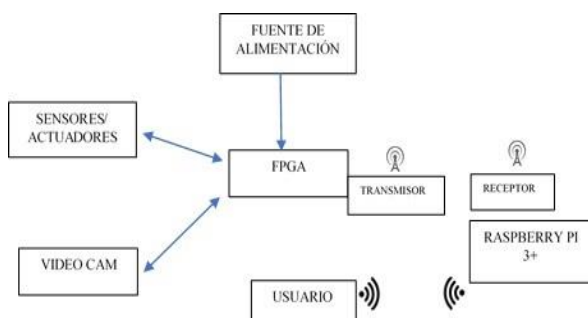 FUENTE DE
ALIMENTACIÓN
SENSORES/
ACTUADORES
FPGA
TRANSMISOR
RECEPTOR
RASPBERRY PI
3+
VIDEO CAM
USUARIO